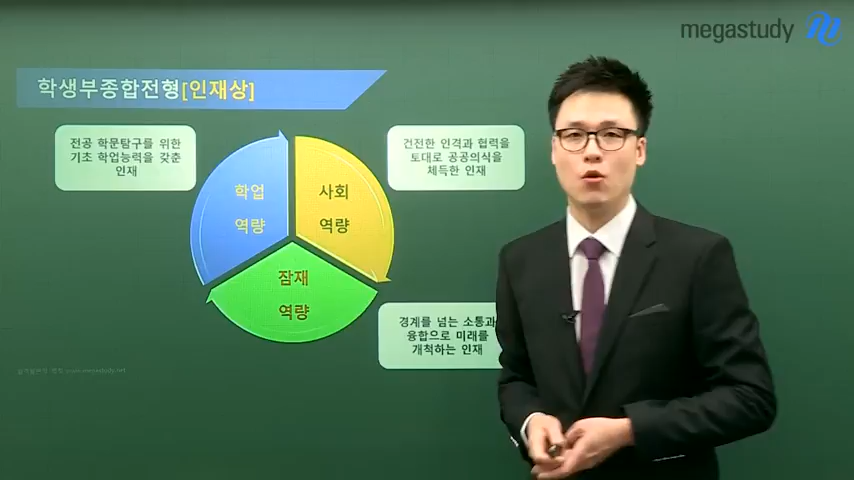 megastudy
학생부종합전형[인재상]
전공 학문탐구를 위한
기초 학업능력을 갖춘
인재
건전한 인격과 협력을
토대로 공공의식을
체득한 인재
학업
역량
사회
역량
잠재
역량
경계를 넘는 소통과
융합으로 미래를
개척하는 인재